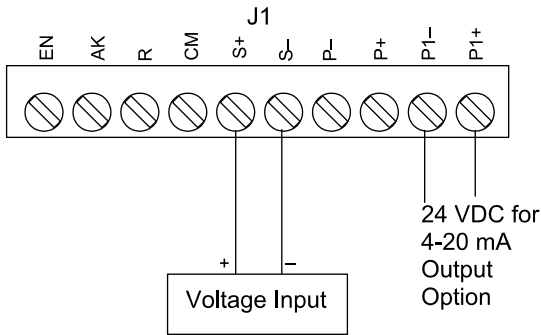 J1
EN AK R CM S+ S– P– P+ P1– P1+
+ –
Voltage Input
24 VDC for
4-20 mA
Output
Option